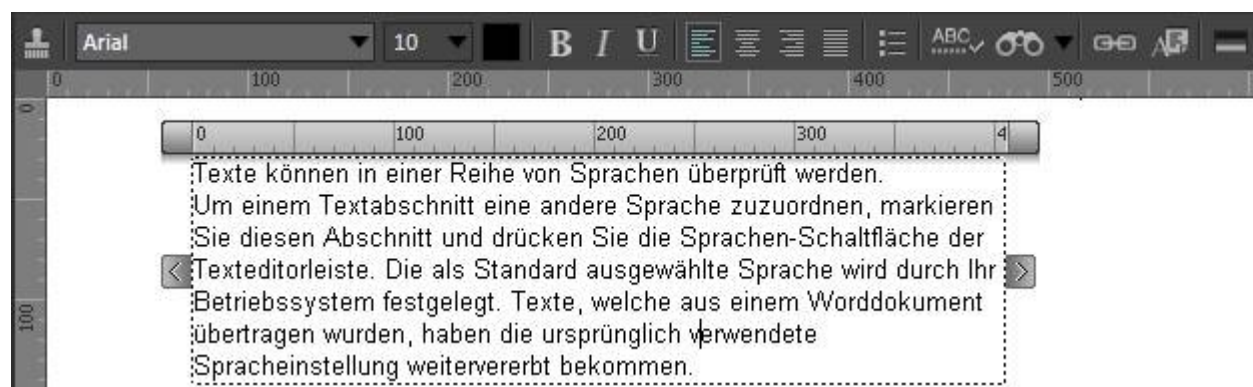 Arial 10 B I U ABC
0 100 200 300 400 500
0 100 200 300 4
0
Texte können in einer Reihe von Sprachen überprüft werden.
Um einem Textabschnitt eine andere Sprache zuzuordnen, markieren
Sie diesen Abschnitt und drücken Sie die Sprachen-Schaltfläche der
Texteditorleiste. Die als Standard ausgewählte Sprache wird durch Ihr
Betriebssystem festgelegt. Texte, welche aus einem Worddokument
100
übertragen wurden, haben die ursprünglich verwendete
Spracheinstellung weitervererbt bekommen.